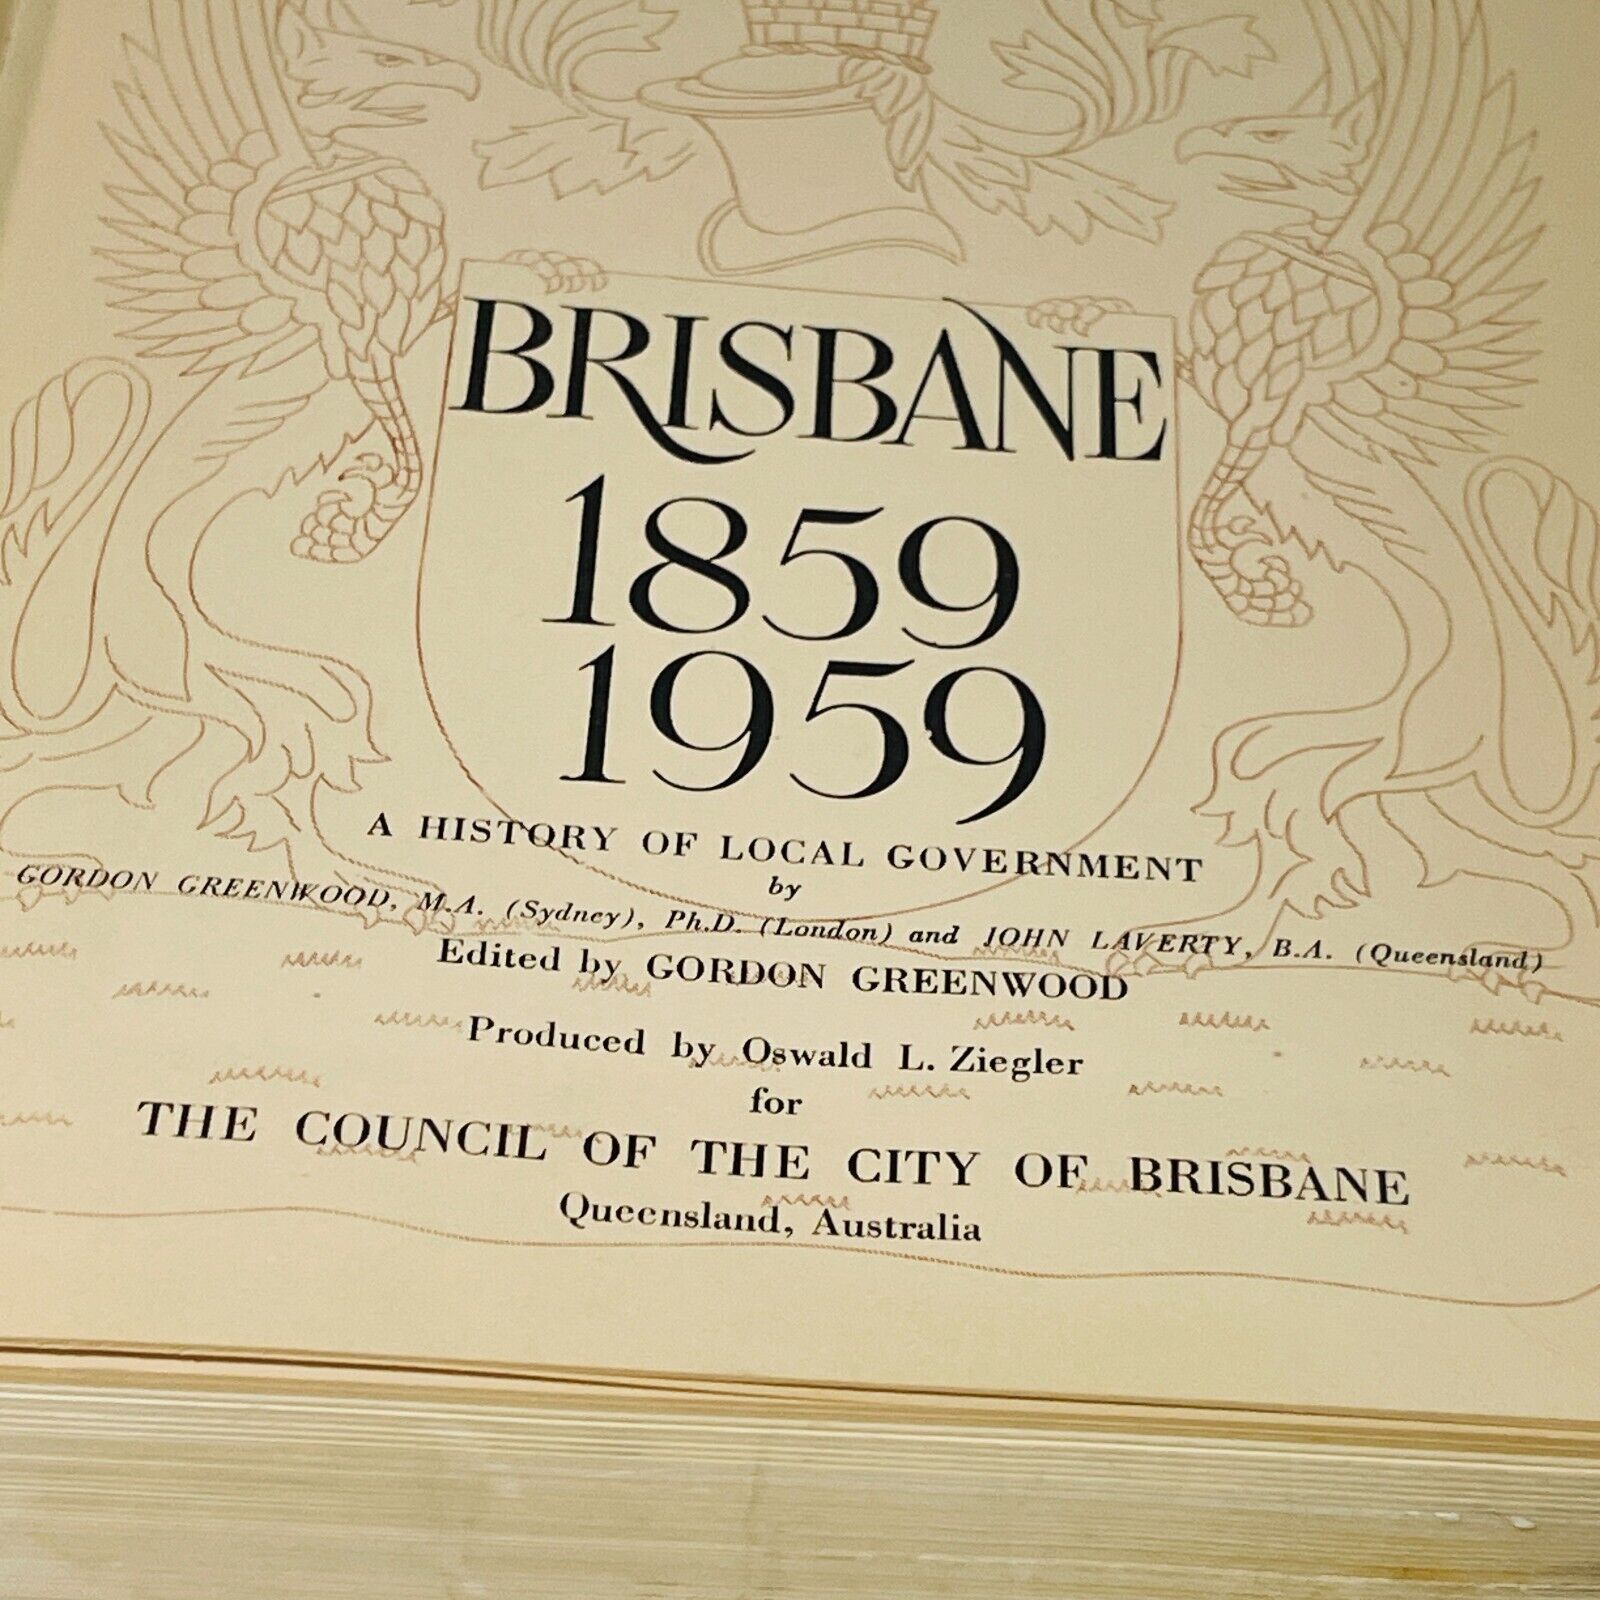 BRISBANE
1859
1959
A HISTORY OF LOCAL GOVERNMENT
by
GORDON GREENWOOD, M.A. (Sydney), Ph.D. (London) and JOHN LAVERTY, B.A. (Queensland)
Edited by GORDON GREENWOOD
Produced by Oswald L. Ziegler
for
THE COUNCIL OF THE CITY OF BRISBANE
Queensland, Australia